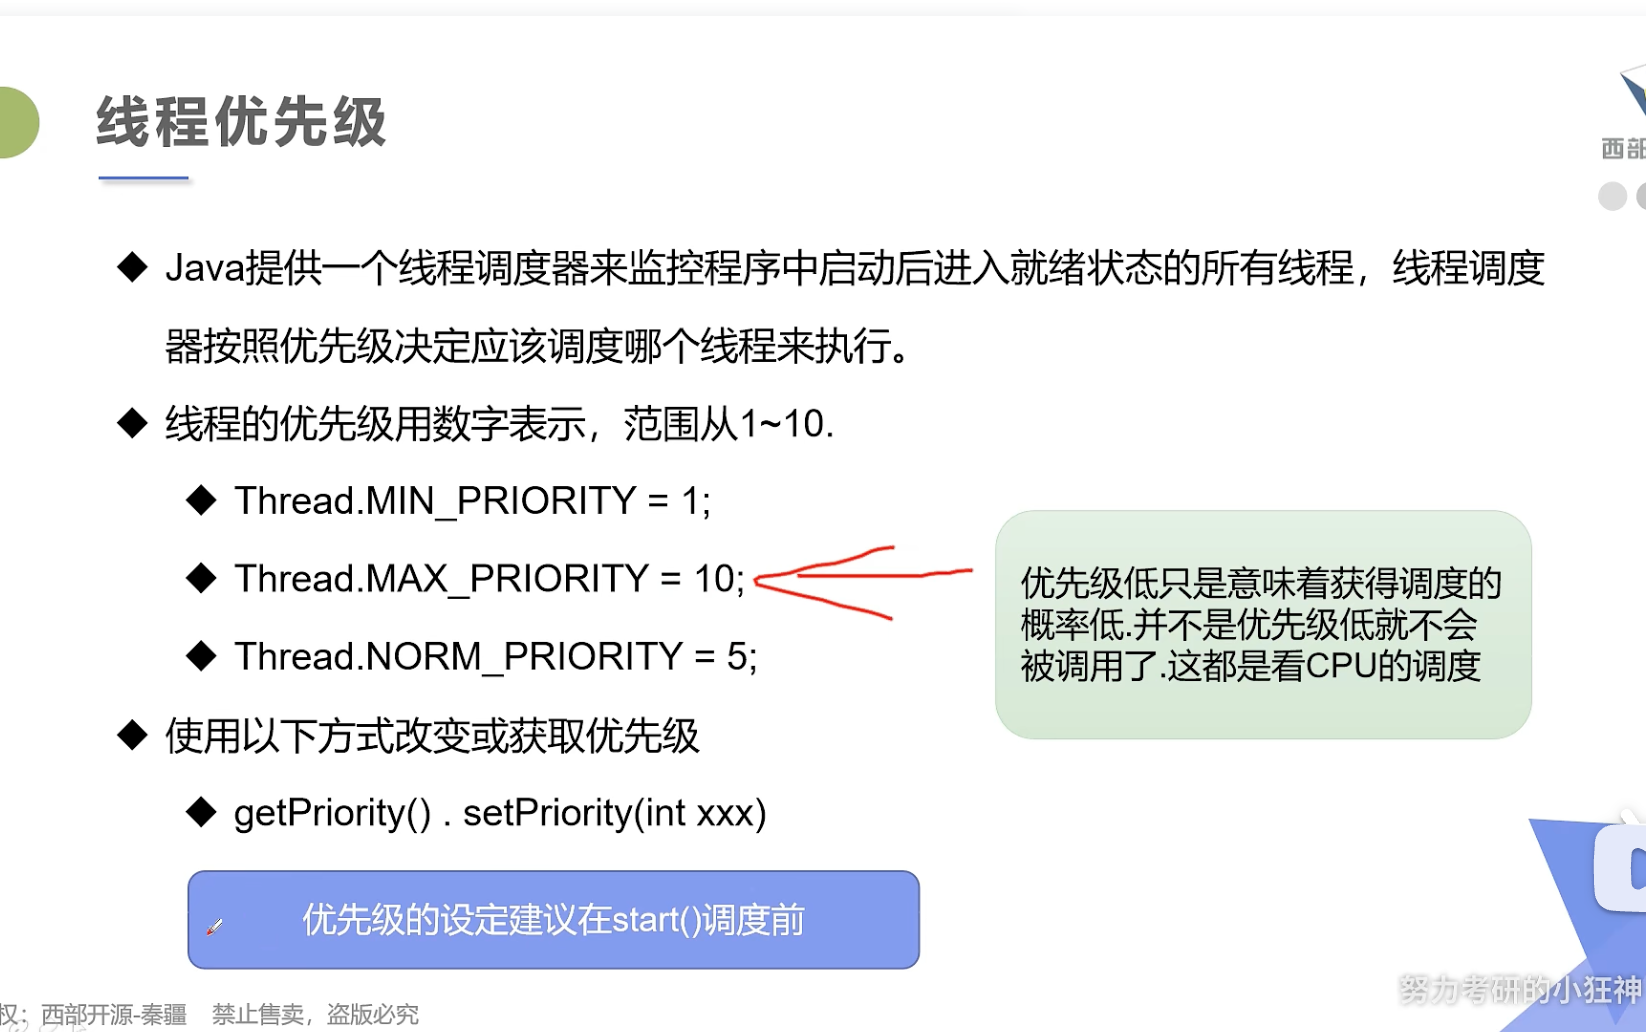 线程优先级
西部
Java提供一个线程调度器来监控程序中启动后进入就绪状态的所有线程，线程调度
器按照优先级决定应该调度哪个线程来执行。
线程的优先级用数字表示，范围从1~10.
Thread.MIN_PRIORITY = 1;
Thread.MAX_PRIORITY = 10;
Thread.NORM_PRIORITY = 5;
优先级低只是意味着获得调度的
概率低.并不是优先级低就不会
被调用了.这都是看CPU的调度
使用以下方式改变或获取优先级
getPriority() . setPriority(int xxx)
优先级的设定建议在start()调度前
努力考研的小狂神
权：西部开源-秦疆 禁止售卖，盗版必究